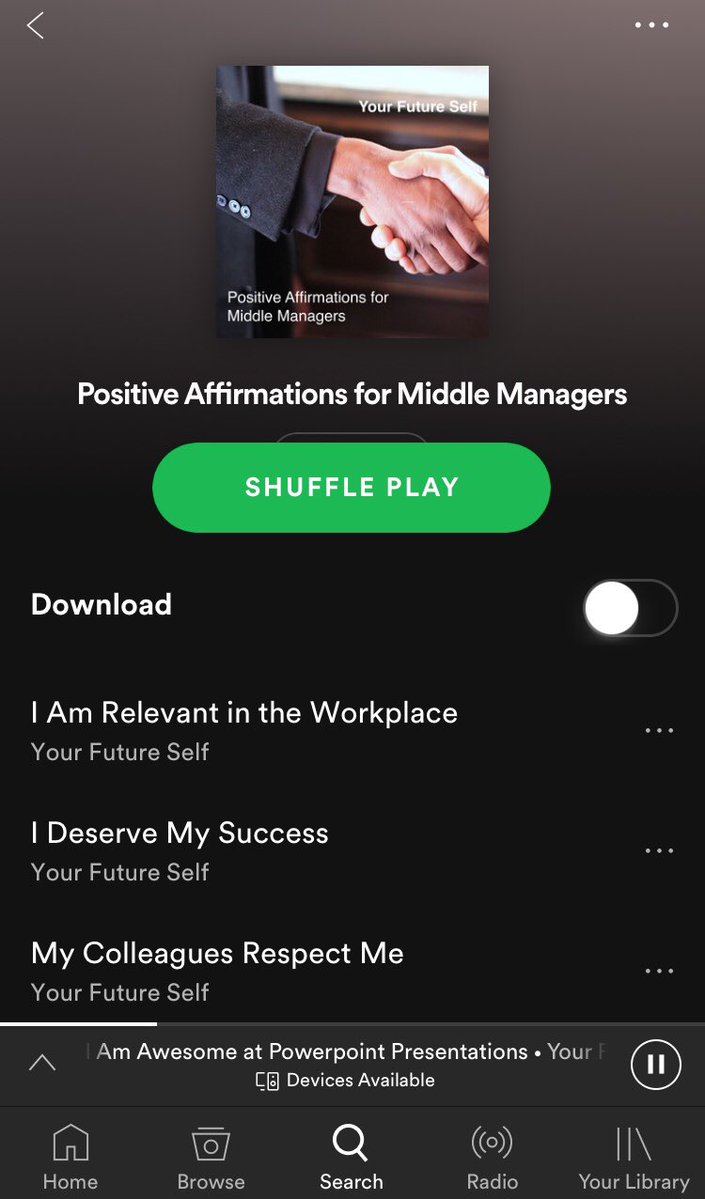 Your Future Self
Positive Affirmations for
Middle Managers
Positive Affirmations for Middle Managers
SHUFFLE PLAY
Download
I Am Relevant in the Workplace
Your Future Self
I Deserve My Success
Your Future Self
My Colleagues Respect Me
Your Future Self
I Am Awesome at Powerpoint Presentations • Your F
Devices Available
Home
Browse
Search
Radio
Your Library